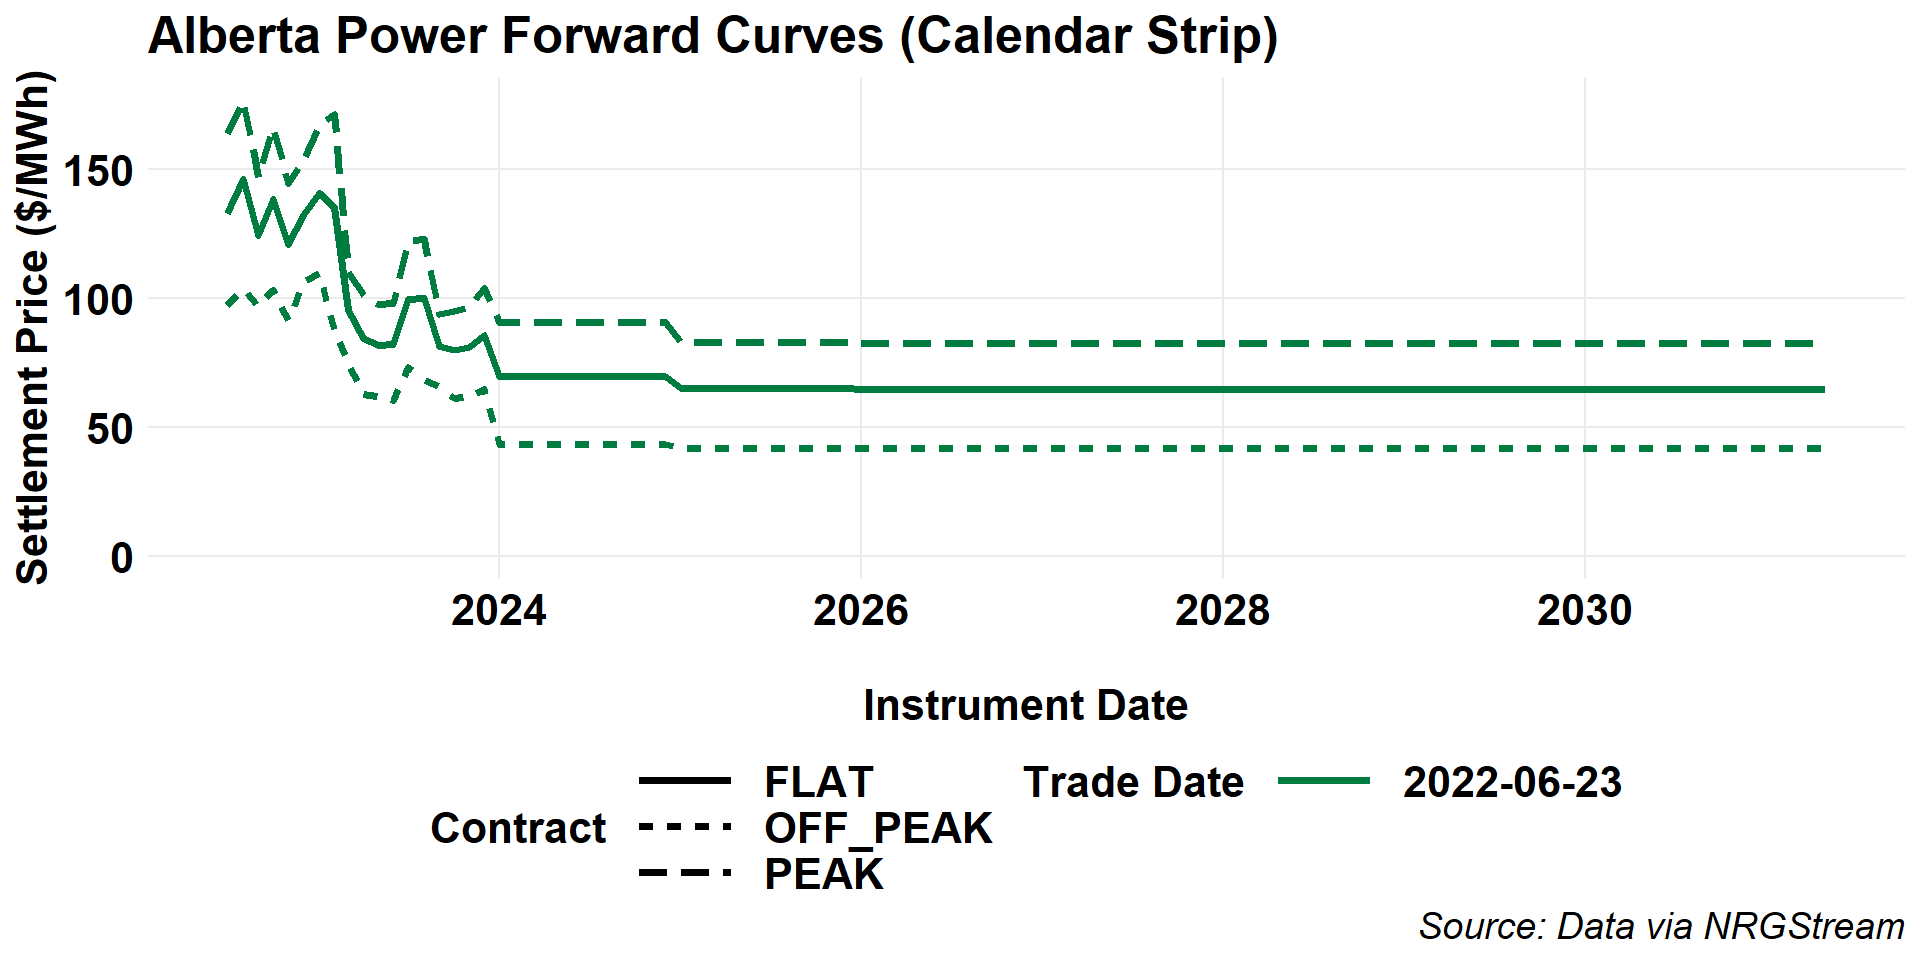 Alberta Power Forward Curves (Calendar Strip)
Settlement Price ($/MWh)
150
100
50
0
2024 2026 2028 2030
Instrument Date
Contract
FLAT
OFF_PEAK
PEAK
Trade Date
2022-06-23
Source: Data via NRGStream